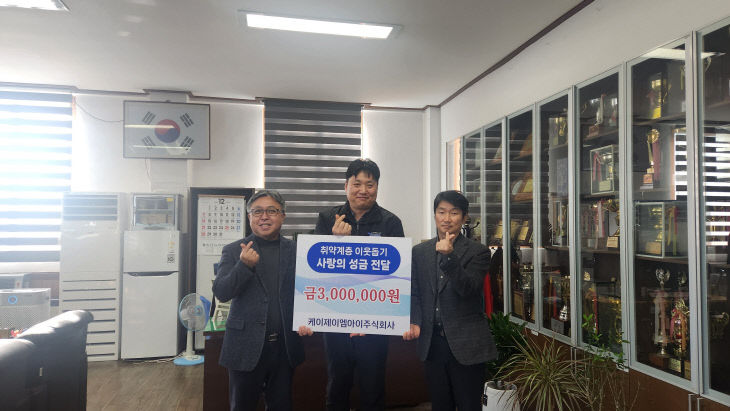 12
취약계층 이웃돕기
사랑의 성금 전달
금3,000,000원
케이제이엠아이주식회사